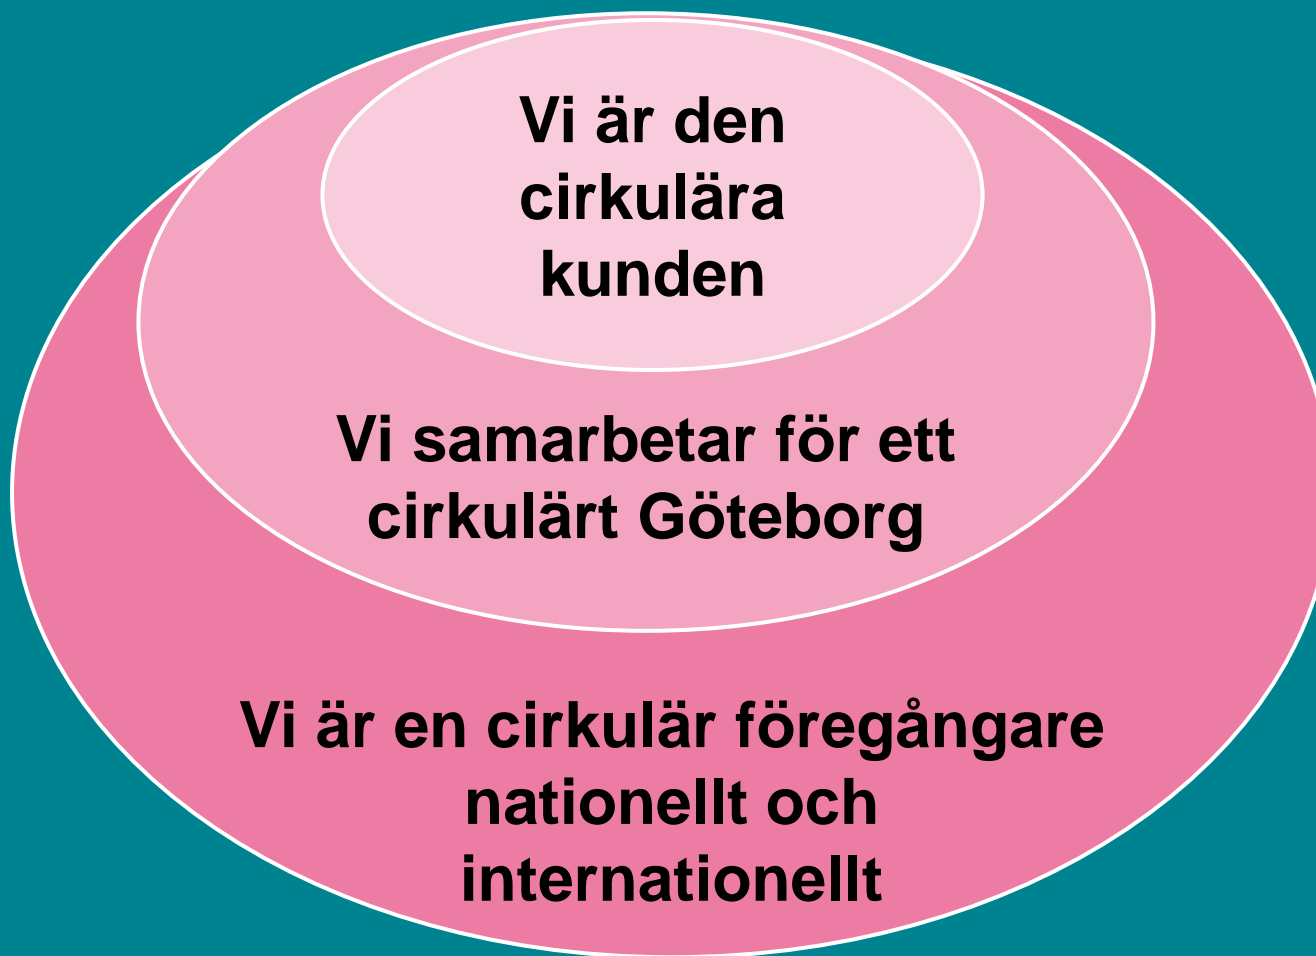 Vi är den
cirkulära
kunden
Vi samarbetar för ett
cirkulärt Göteborg
Vi är en cirkulär föregångare
nationellt och
internationellt